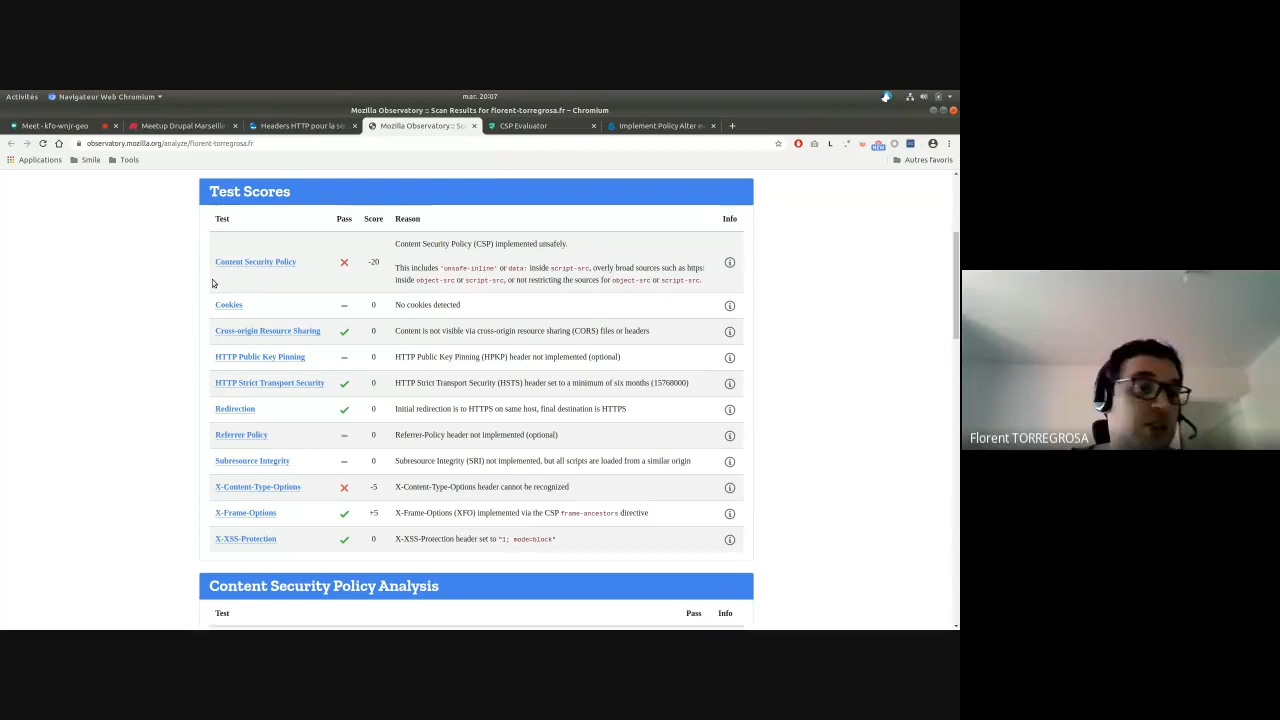 Activités Navigateur Web Chromium mar. 20:07
Mozilla Observatory :: Scan Results for florent-torregrosa.fr – Chromium
Meet - kfo-wnjr-geo Meetup Drupal Marseill Headers HTTP pour la sé Mozilla Observatory :: Sc CSP Evaluator Implement Policy Alter e
observatory.mozilla.org/analyze/florent-torregrosa.fr
Applications Smile Tools Autres favoris
Test Scores
Test Pass Score Reason Info
Content Security Policy (CSP) implemented unsafely.
Content Security Policy -20
This includes 'unsafe-inline' or data: inside script-src, overly broad sources such as https:
inside object-src or script-src, or not restricting the sources for object-src or script-src.
Cookies – 0 No cookies detected
Cross-origin Resource Sharing 0 Content is not visible via cross-origin resource sharing (CORS) files or headers
HTTP Public Key Pinning – 0 HTTP Public Key Pinning (HPKP) header not implemented (optional)
HTTP Strict Transport Security 0 HTTP Strict Transport Security (HSTS) header set to a minimum of six months (15768000)
Redirection 0 Initial redirection is to HTTPS on same host, final destination is HTTPS
Referrer Policy – 0 Referrer-Policy header not implemented (optional)
Subresource Integrity – 0 Subresource Integrity (SRI) not implemented, but all scripts are loaded from a similar origin
X-Content-Type-Options -5 X-Content-Type-Options header cannot be recognized
X-Frame-Options +5 X-Frame-Options (XFO) implemented via the CSP frame-ancestors directive
X-XSS-Protection 0 X-XSS-Protection header set to "1; mode=block"
Content Security Policy Analysis
Test Pass Info
Florent TORREGROSA